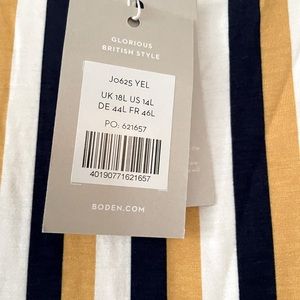 GLORIOUS
BRITISH STYLE
J0625 YEL
UK 18L US 14L
DE 44L FR 46L
PO: 621657
40190771621657
BODEN.COM